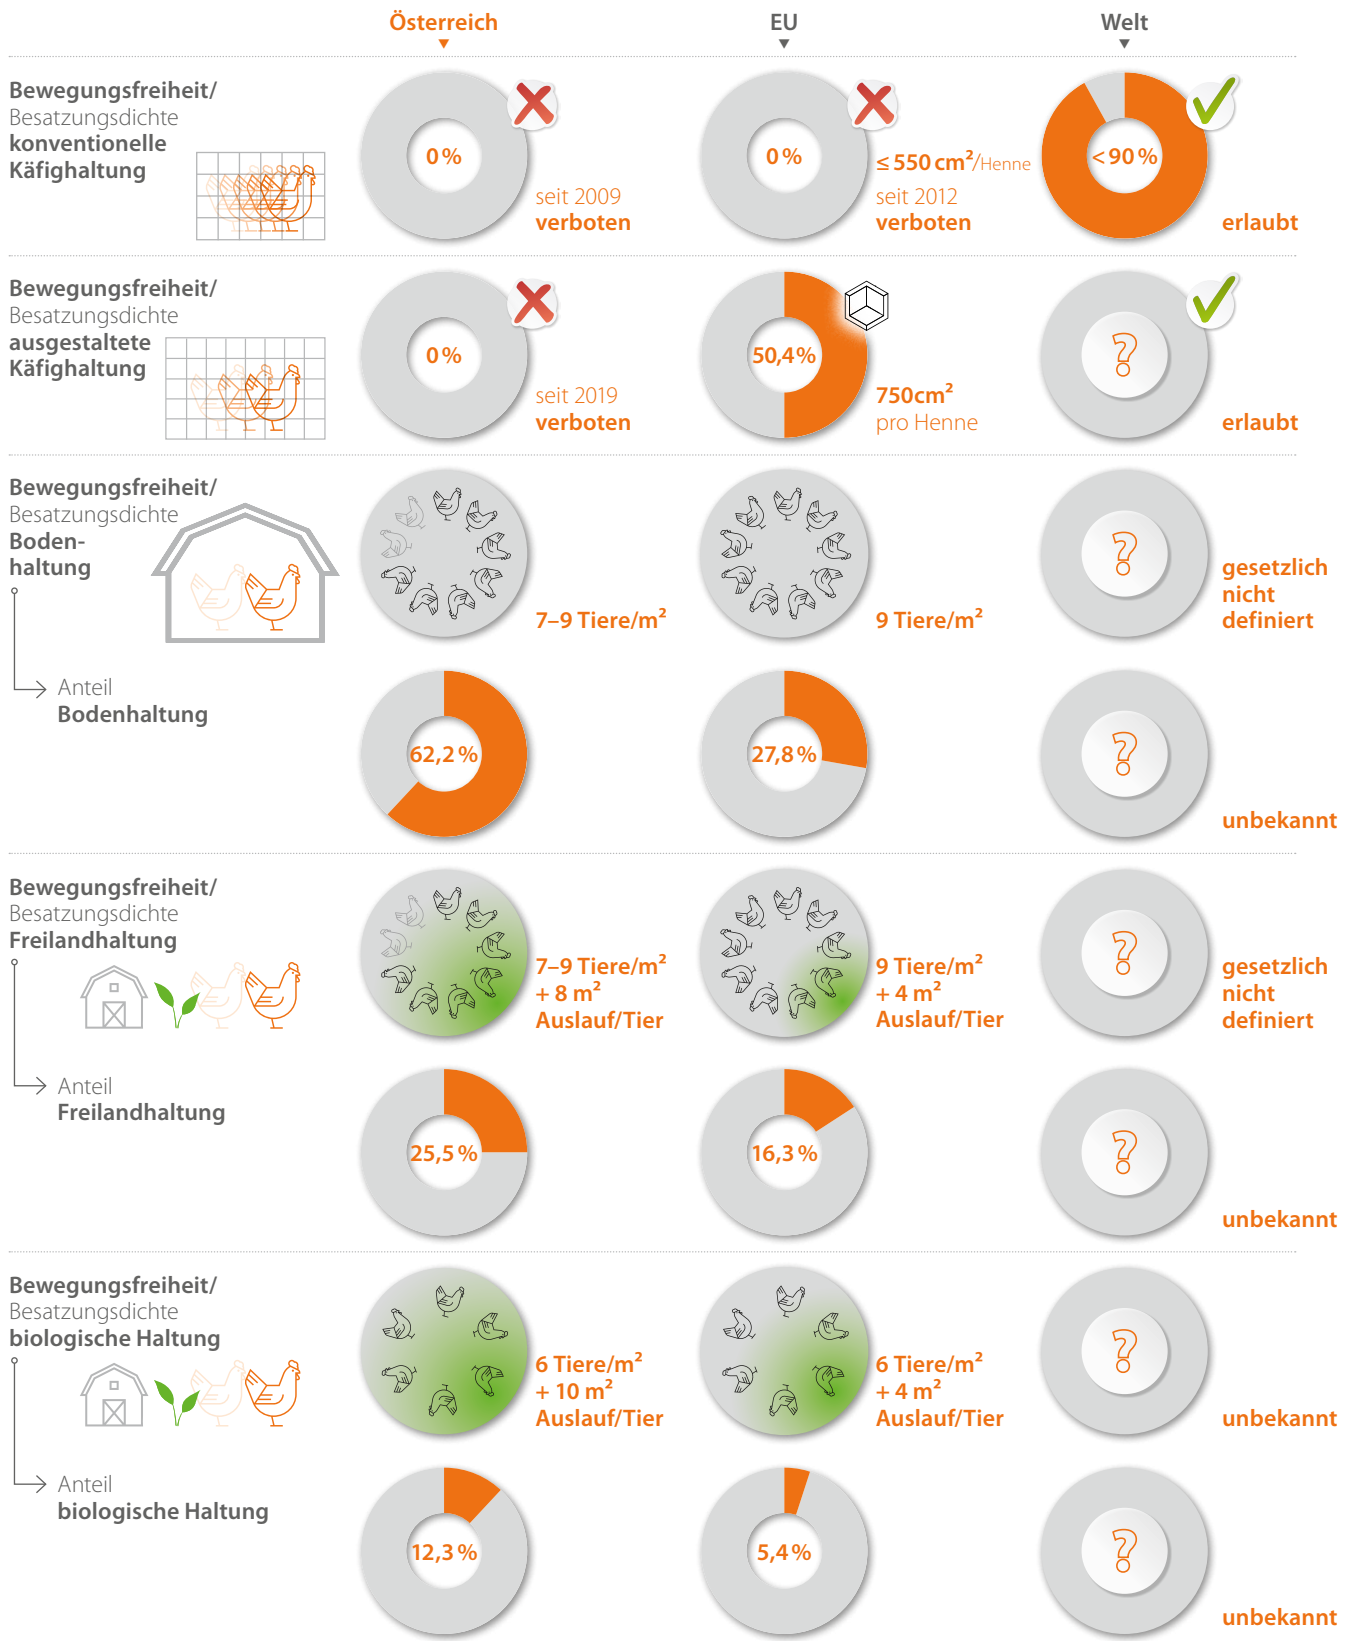 Österreich
EU
Welt
Bewegungsfreiheit/
Besatzungsdichte
konventionelle
Käfighaltung
0 %
seit 2009
verboten
0 %
≤ 550 cm²/Henne
seit 2012
verboten
< 90 %
erlaubt
Bewegungsfreiheit/
Besatzungsdichte
ausgestaltete
Käfighaltung
0 %
seit 2019
verboten
50,4 %
750cm²
pro Henne
?
erlaubt
Bewegungsfreiheit/
Besatzungsdichte
Boden-
haltung
7–9 Tiere/m²
9 Tiere/m²
?
gesetzlich
nicht
definiert
Anteil
Bodenhaltung
62,2 %
27,8 %
?
unbekannt
Bewegungsfreiheit/
Besatzungsdichte
Freilandhaltung
7–9 Tiere/m²
+ 8 m²
Auslauf/Tier
9 Tiere/m²
+ 4 m²
Auslauf/Tier
?
gesetzlich
nicht
definiert
Anteil
Freilandhaltung
25,5 %
16,3 %
?
unbekannt
Bewegungsfreiheit/
Besatzungsdichte
biologische Haltung
6 Tiere/m²
+ 10 m²
Auslauf/Tier
6 Tiere/m²
+ 4 m²
Auslauf/Tier
?
unbekannt
Anteil
biologische Haltung
12,3 %
5,4 %
?
unbekannt